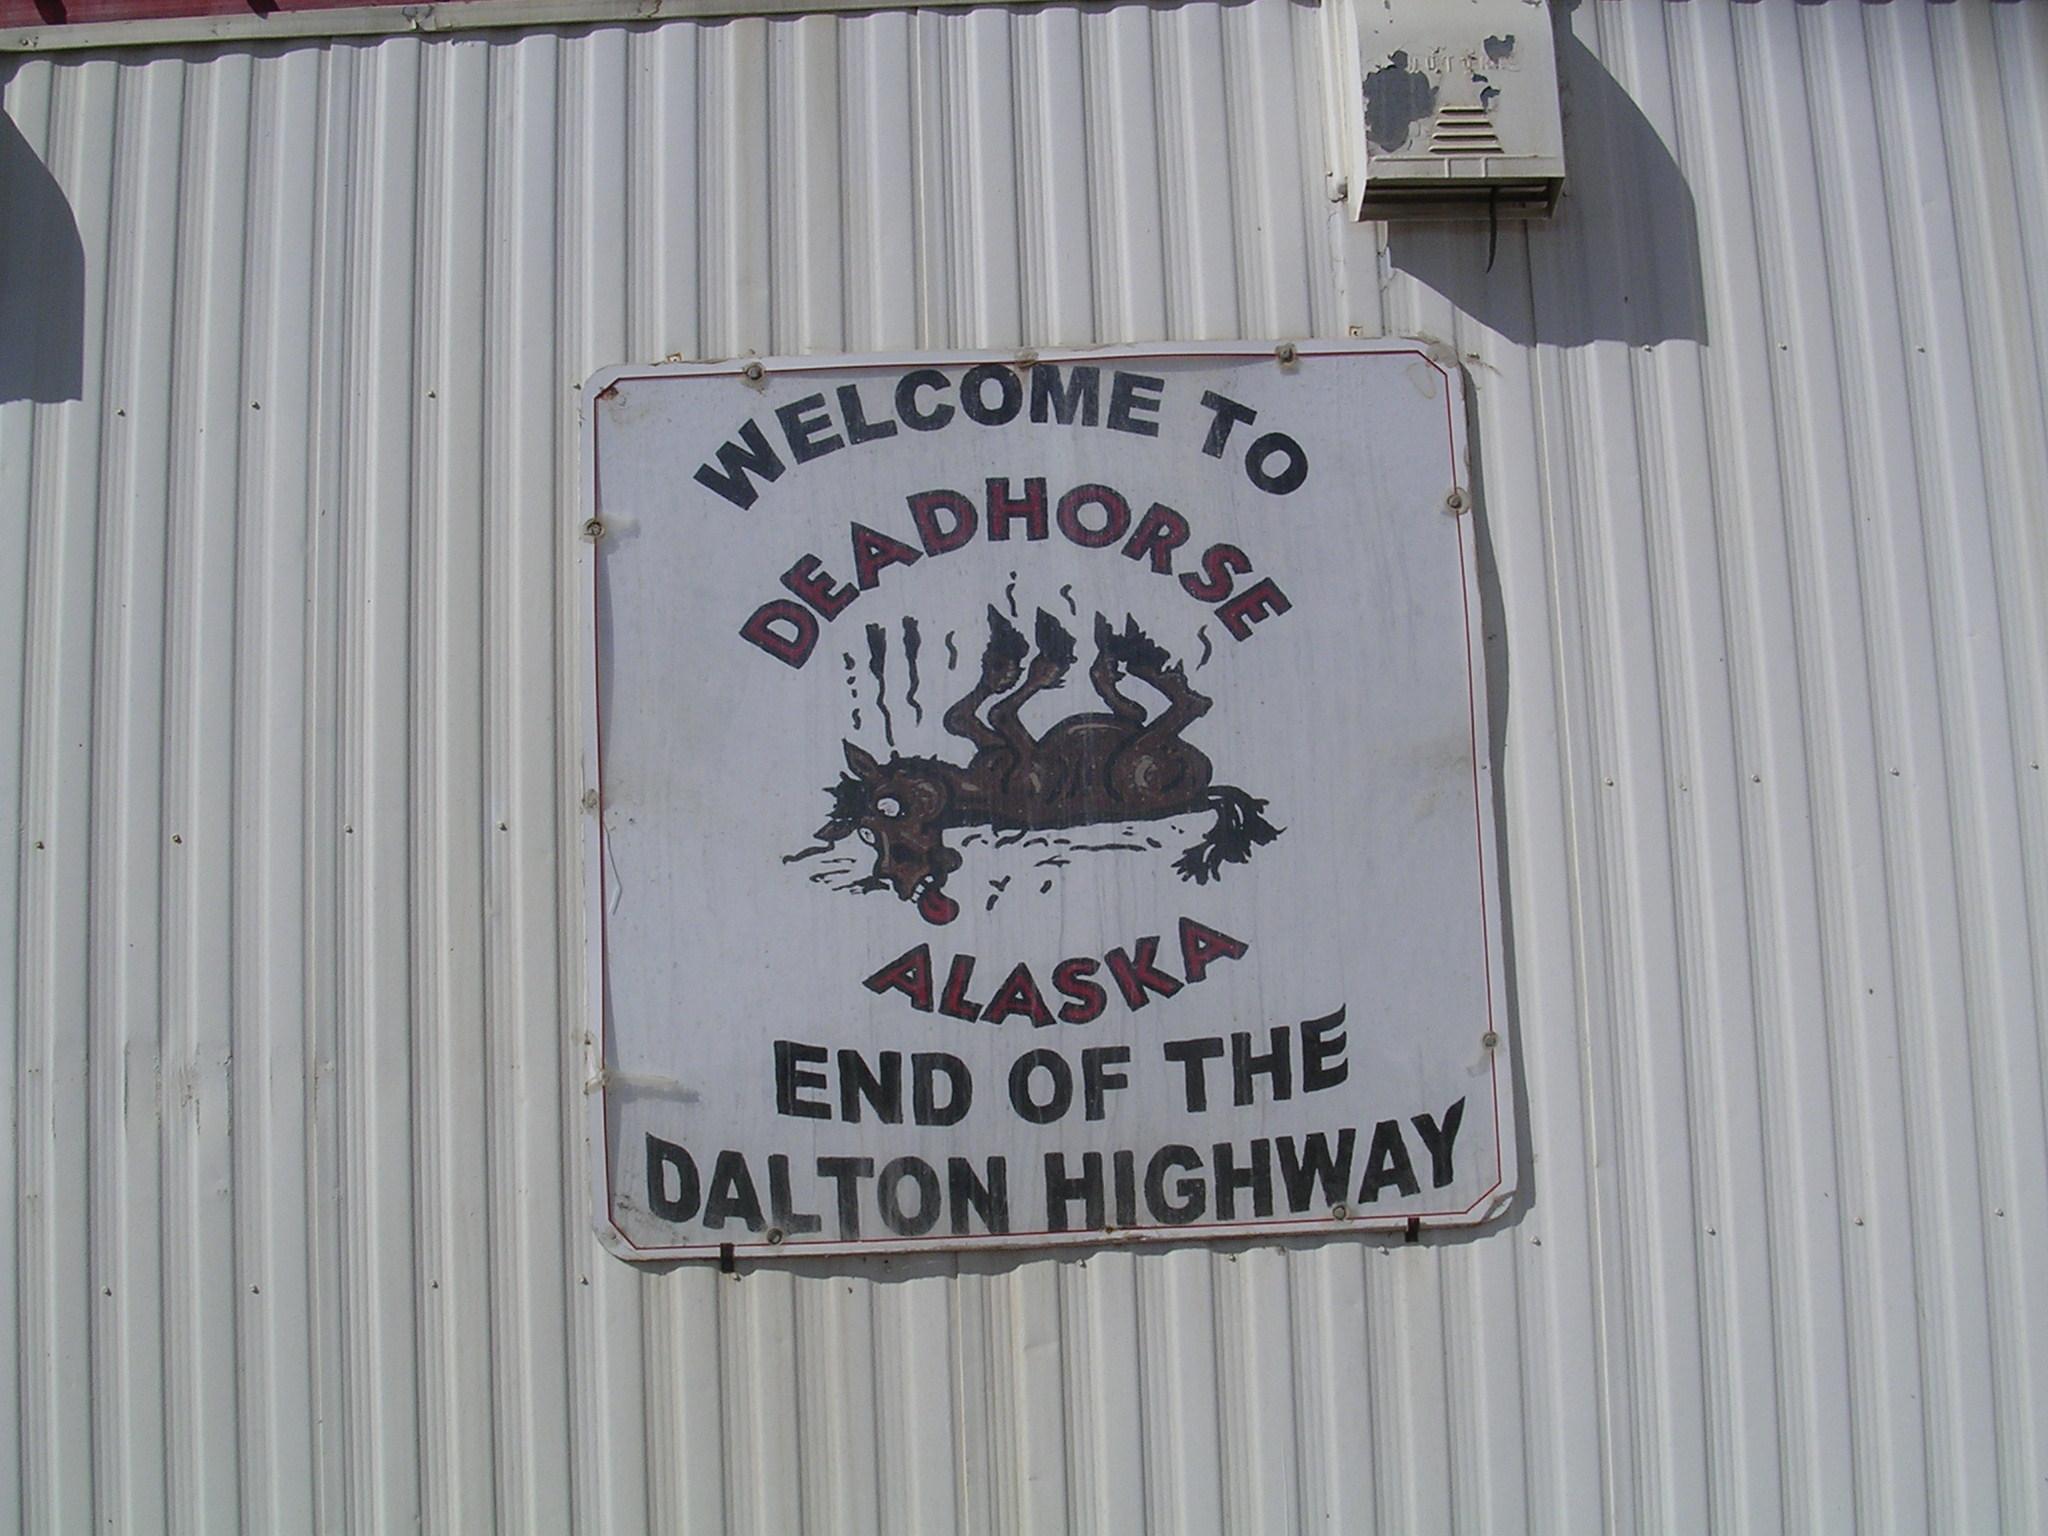 WELCOME TO
DEADHORSE
ALASKA
END OF THE
DALTON HIGHWAY